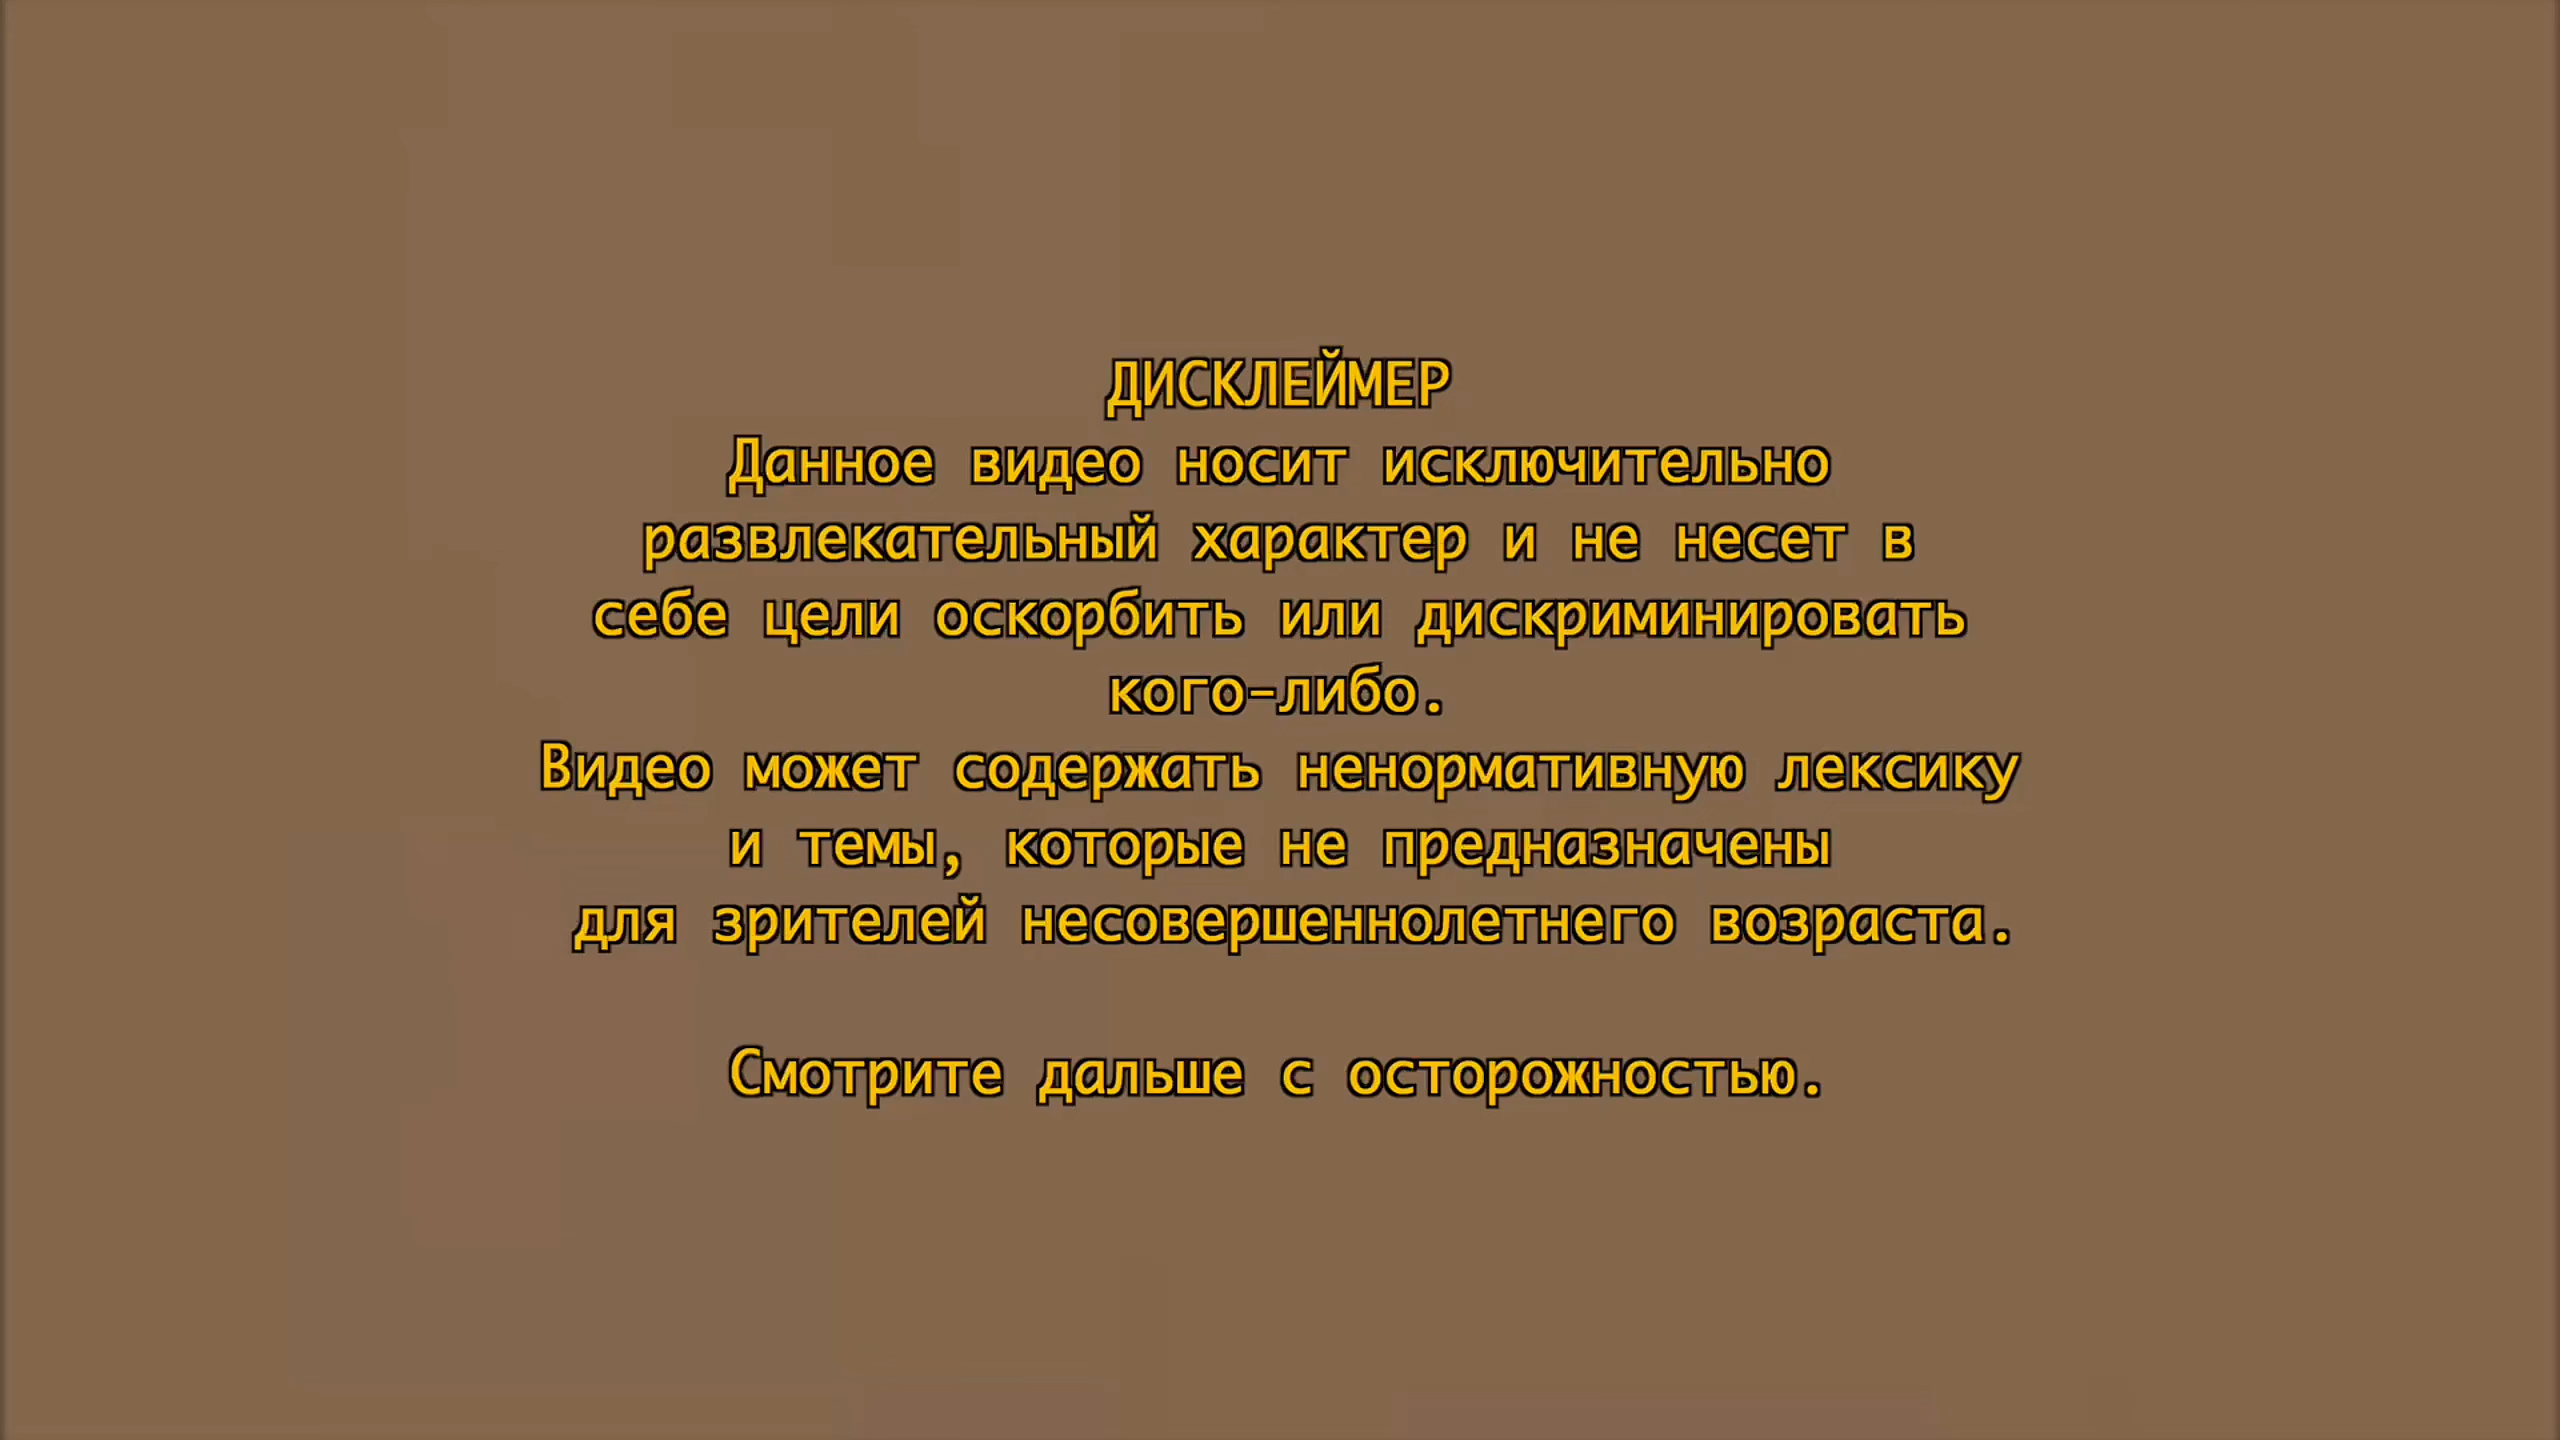 ДИСКЛЕЙМЕР
Данное видео носит исключительно
развлекательный характер и не несет в
себе цели оскорбить или дискриминировать
кого-либо.
Видео может содержать ненормативную лексику
и темы, которые не предназначены
для зрителей несовершеннолетнего возраста.
Смотрите дальше с осторожностью.